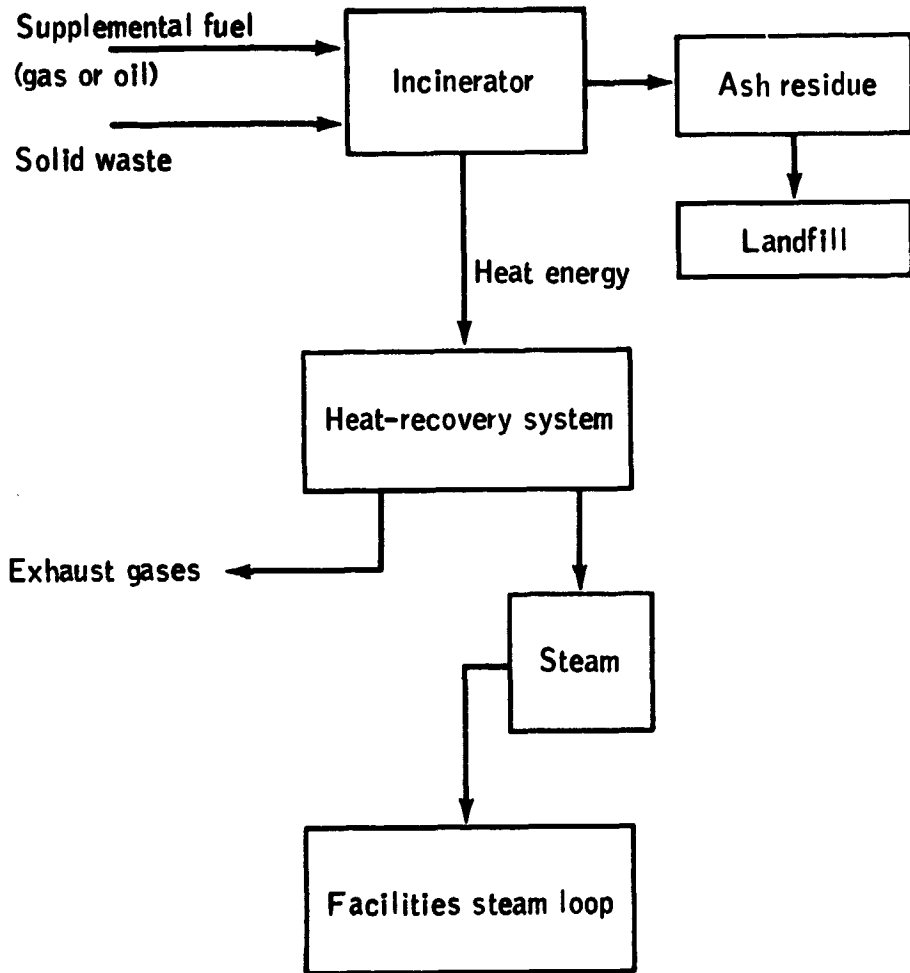 Supplemental fuel
(gas or oil)
Solid waste
Incinerator
Ash residue
Landfill
Heat energy
Heat-recovery system
Exhaust gases
Steam
Facilities steam loop